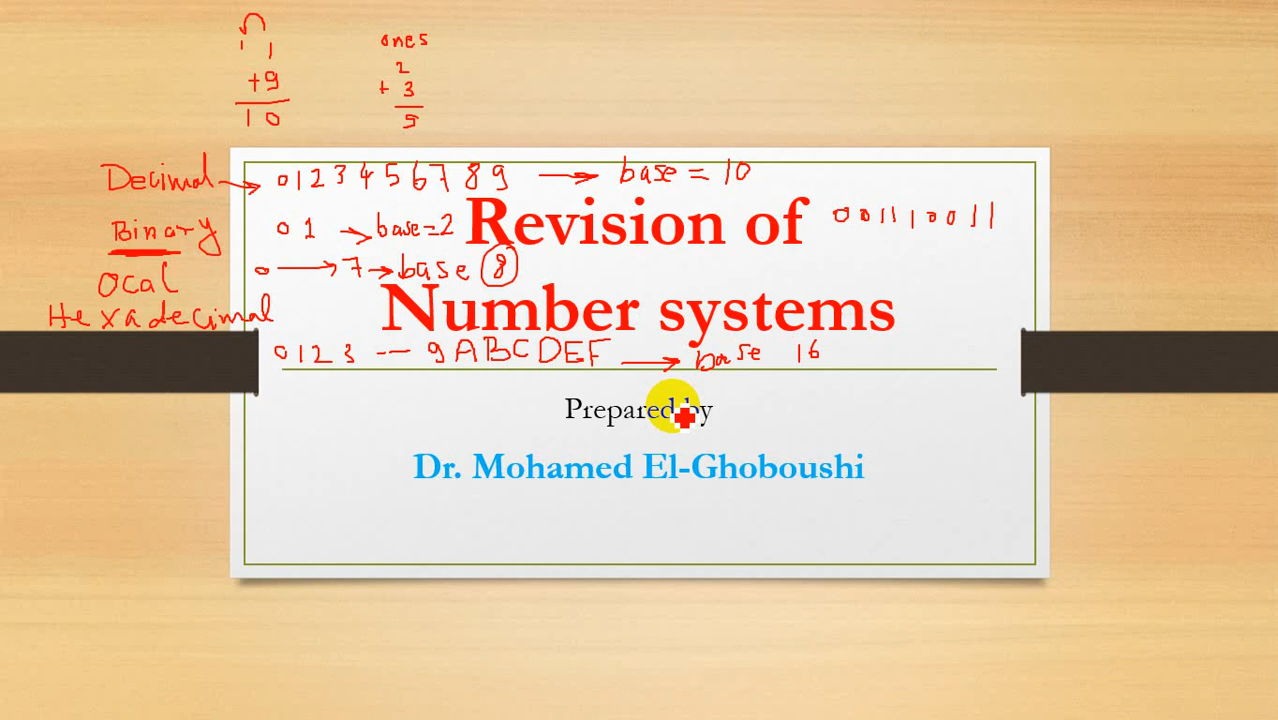 1 1
+9
10
ones
2
+ 3
5
Decimal → 0 1 2 3 4 5 6 7 8 9 → base = 10
Binary 0 1 → base=2
001110011
Revision of
Ocal 0 → 7 → base 8
Number systems
Hexadecimal
0 1 2 3 --- 9 A B C D E F → base 16
Prepared by
Dr. Mohamed El-Ghoboushi